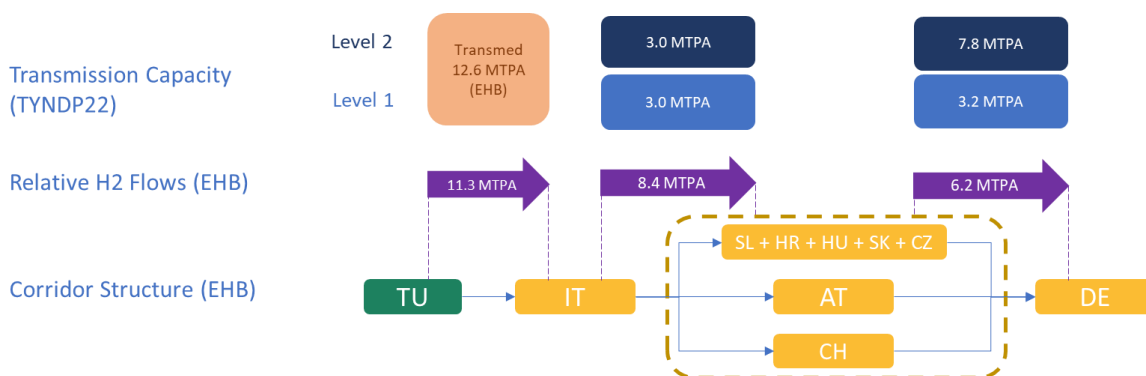 Level 2
Transmed
12.6 MTPA
(EHB)
3.0 MTPA
7.8 MTPA
Transmission Capacity
(TYNDP22)
Level 1
3.0 MTPA
3.2 MTPA
Relative H2 Flows (EHB)
11.3 MTPA
8.4 MTPA
6.2 MTPA
SL + HR + HU + SK + CZ
Corridor Structure (EHB)
TU
IT
AT
DE
CH